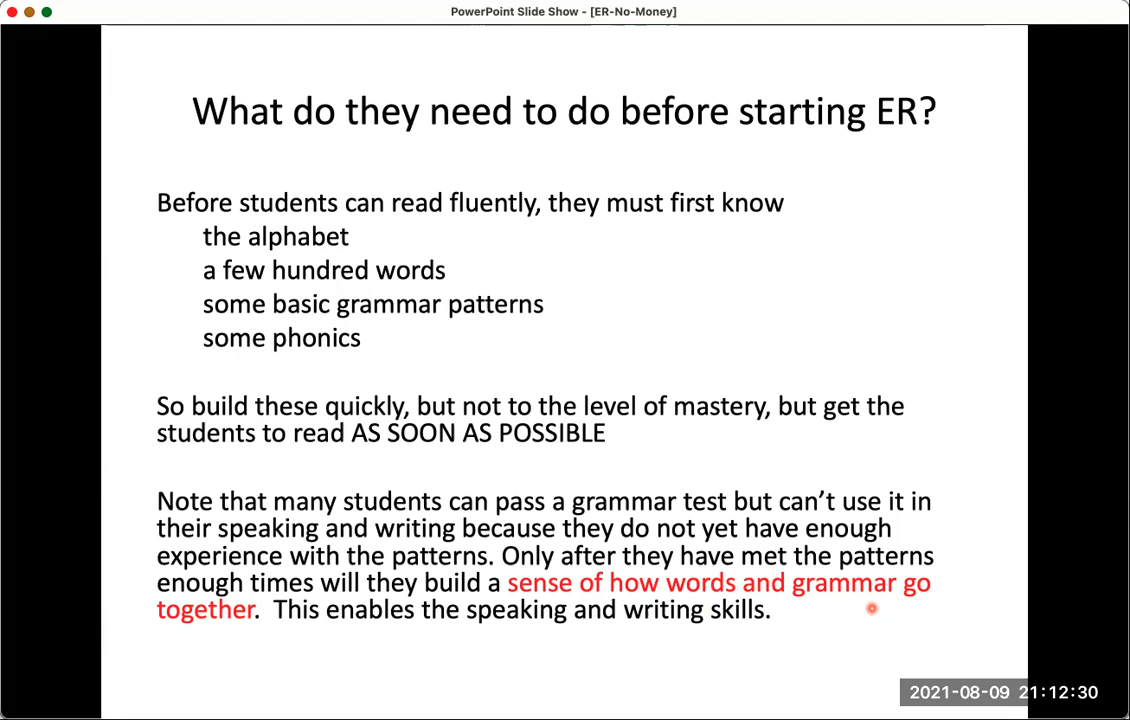 PowerPoint Slide Show - [ER-No-Money]
What do they need to do before starting ER?
Before students can read fluently, they must first know
the alphabet
a few hundred words
some basic grammar patterns
some phonics
So build these quickly, but not to the level of mastery, but get the
students to read AS SOON AS POSSIBLE
Note that many students can pass a grammar test but can’t use it in
their speaking and writing because they do not yet have enough
experience with the patterns. Only after they have met the patterns
enough times will they build a sense of how words and grammar go
together.  This enables the speaking and writing skills.
2021-08-09 21:12:30